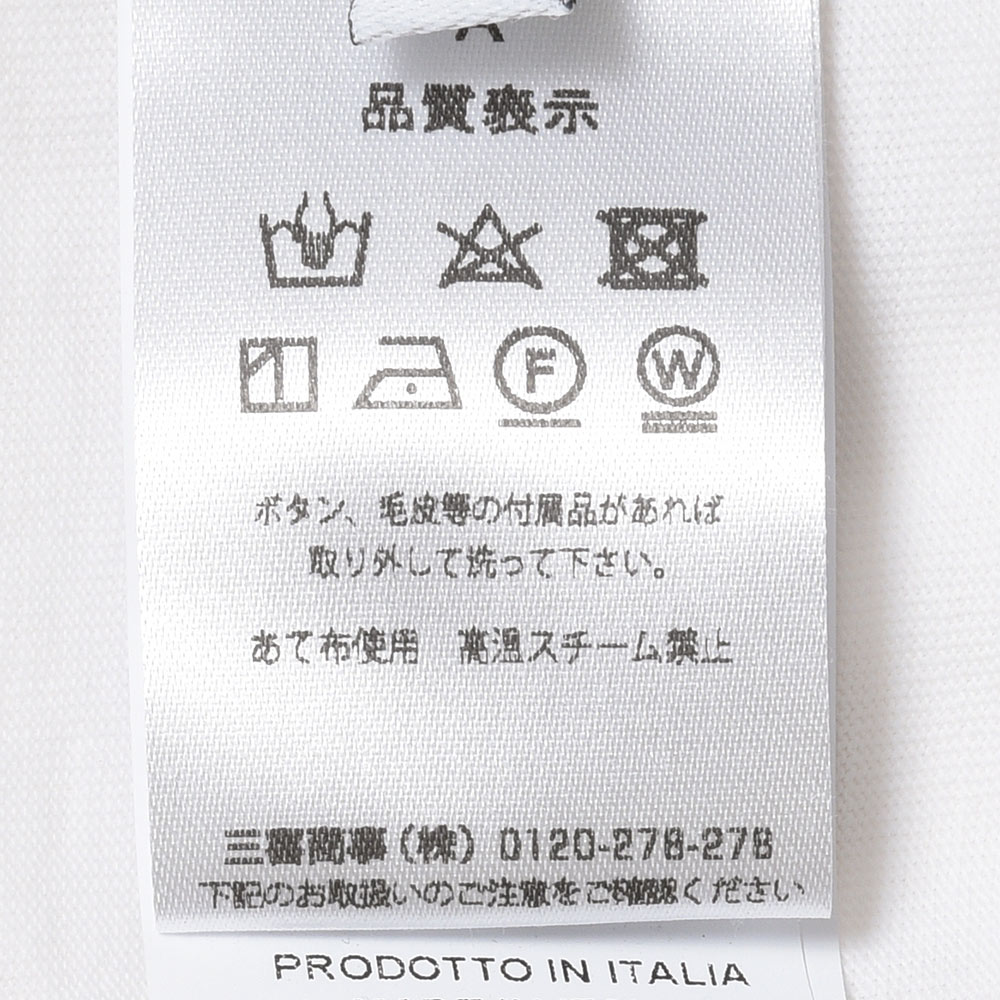 品質表示
F
W
ボタン、毛皮等の付属品があれば
取り外して洗って下さい。
あて布使用　高温スチーム禁止
三喜商事(株) 0120-278-278
下記のお取扱いのご注意をご確認ください
PRODOTTO IN ITALIA